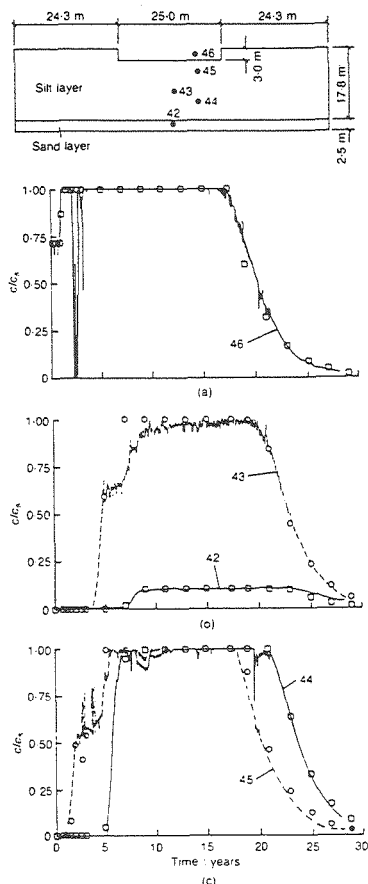 24·3 m 25·0 m 24·3 m
46
45
3·0 m
Silt layer
43
44
17·8 m
42
2·5 m
Sand layer
1·00
0·75
0·50
0·25
0
c/cₛ
46
(a)
1·00
0·75
0·50
0·25
0
c/cₛ
43
42
(b)
1·00
0·75
0·50
0·25
0
c/cₛ
44
45
0 5 10 15 20 25 30
Time : years
(c)